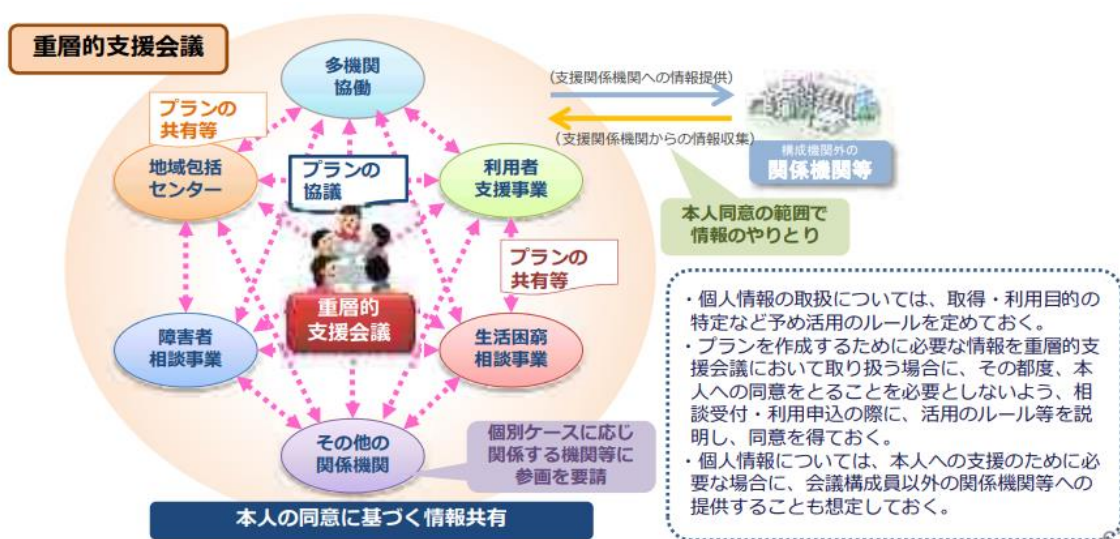 重層的支援会議
多機関
協働
プランの
共有等
地域包括
センター
プランの
協議
利用者
支援事業
プランの
共有等
重層的
支援会議
障害者
相談事業
生活困窮
相談事業
その他の
関係機関
個別ケースに応じ
関係する機関等に
参画を要請
本人の同意に基づく情報共有
(支援関係機関への情報提供)
(支援関係機関からの情報収集)
構成機関外の
関係機関等
本人同意の範囲で
情報のやりとり
・個人情報の取扱については、取得・利用目的の
特定など予め活用のルールを定めておく。
・プランを作成するために必要な情報を重層的支
援会議において取り扱う場合に、その都度、本
人への同意をとることを必要としないよう、相
談受付・利用申込の際に、活用のルール等を説
明し、同意を得ておく。
・個人情報については、本人への支援のために必
要な場合に、会議構成員以外の関係機関等への
提供することも想定しておく。